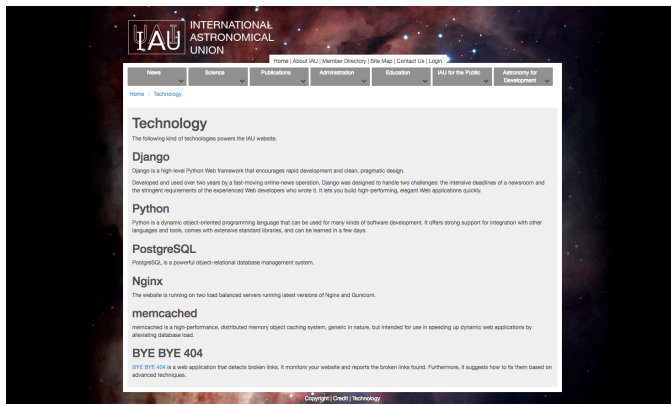 IAU
INTERNATIONAL
ASTRONOMICAL
UNION
Home | About IAU | Member Directory | Site Map | Contact Us | Login
News Science Publications Administration Education IAU for the Public Astronomy for
Development
Home / Technology
Technology
The following kind of technologies powers the IAU website.
Django
Django is a high-level Python Web framework that encourages rapid development and clean, pragmatic design.
Developed and used over two years by a fast-moving online-news operation, Django was designed to handle two challenges: the intensive deadlines of a newsroom and
the stringent requirements of the experienced Web developers who wrote it. It lets you build high-performing, elegant Web applications quickly.
Python
Python is a dynamic object-oriented programming language that can be used for many kinds of software development. It offers strong support for integration with other
languages and tools, comes with extensive standard libraries, and can be learned in a few days.
PostgreSQL
PostgreSQL is a powerful object-relational database management system.
Nginx
The website is running on two load balanced servers running latest versions of Nginx and Gunicorn.
memcached
memcached is a high-performance, distributed memory object caching system, generic in nature, but intended for use in speeding up dynamic web applications by
alleviating database load.
BYE BYE 404
BYE BYE 404 is a web application that detects broken links. It monitors your website and reports the broken links found. Furthermore, it suggests how to fix them based on
advanced techniques.
Copyright | Credit | Technology